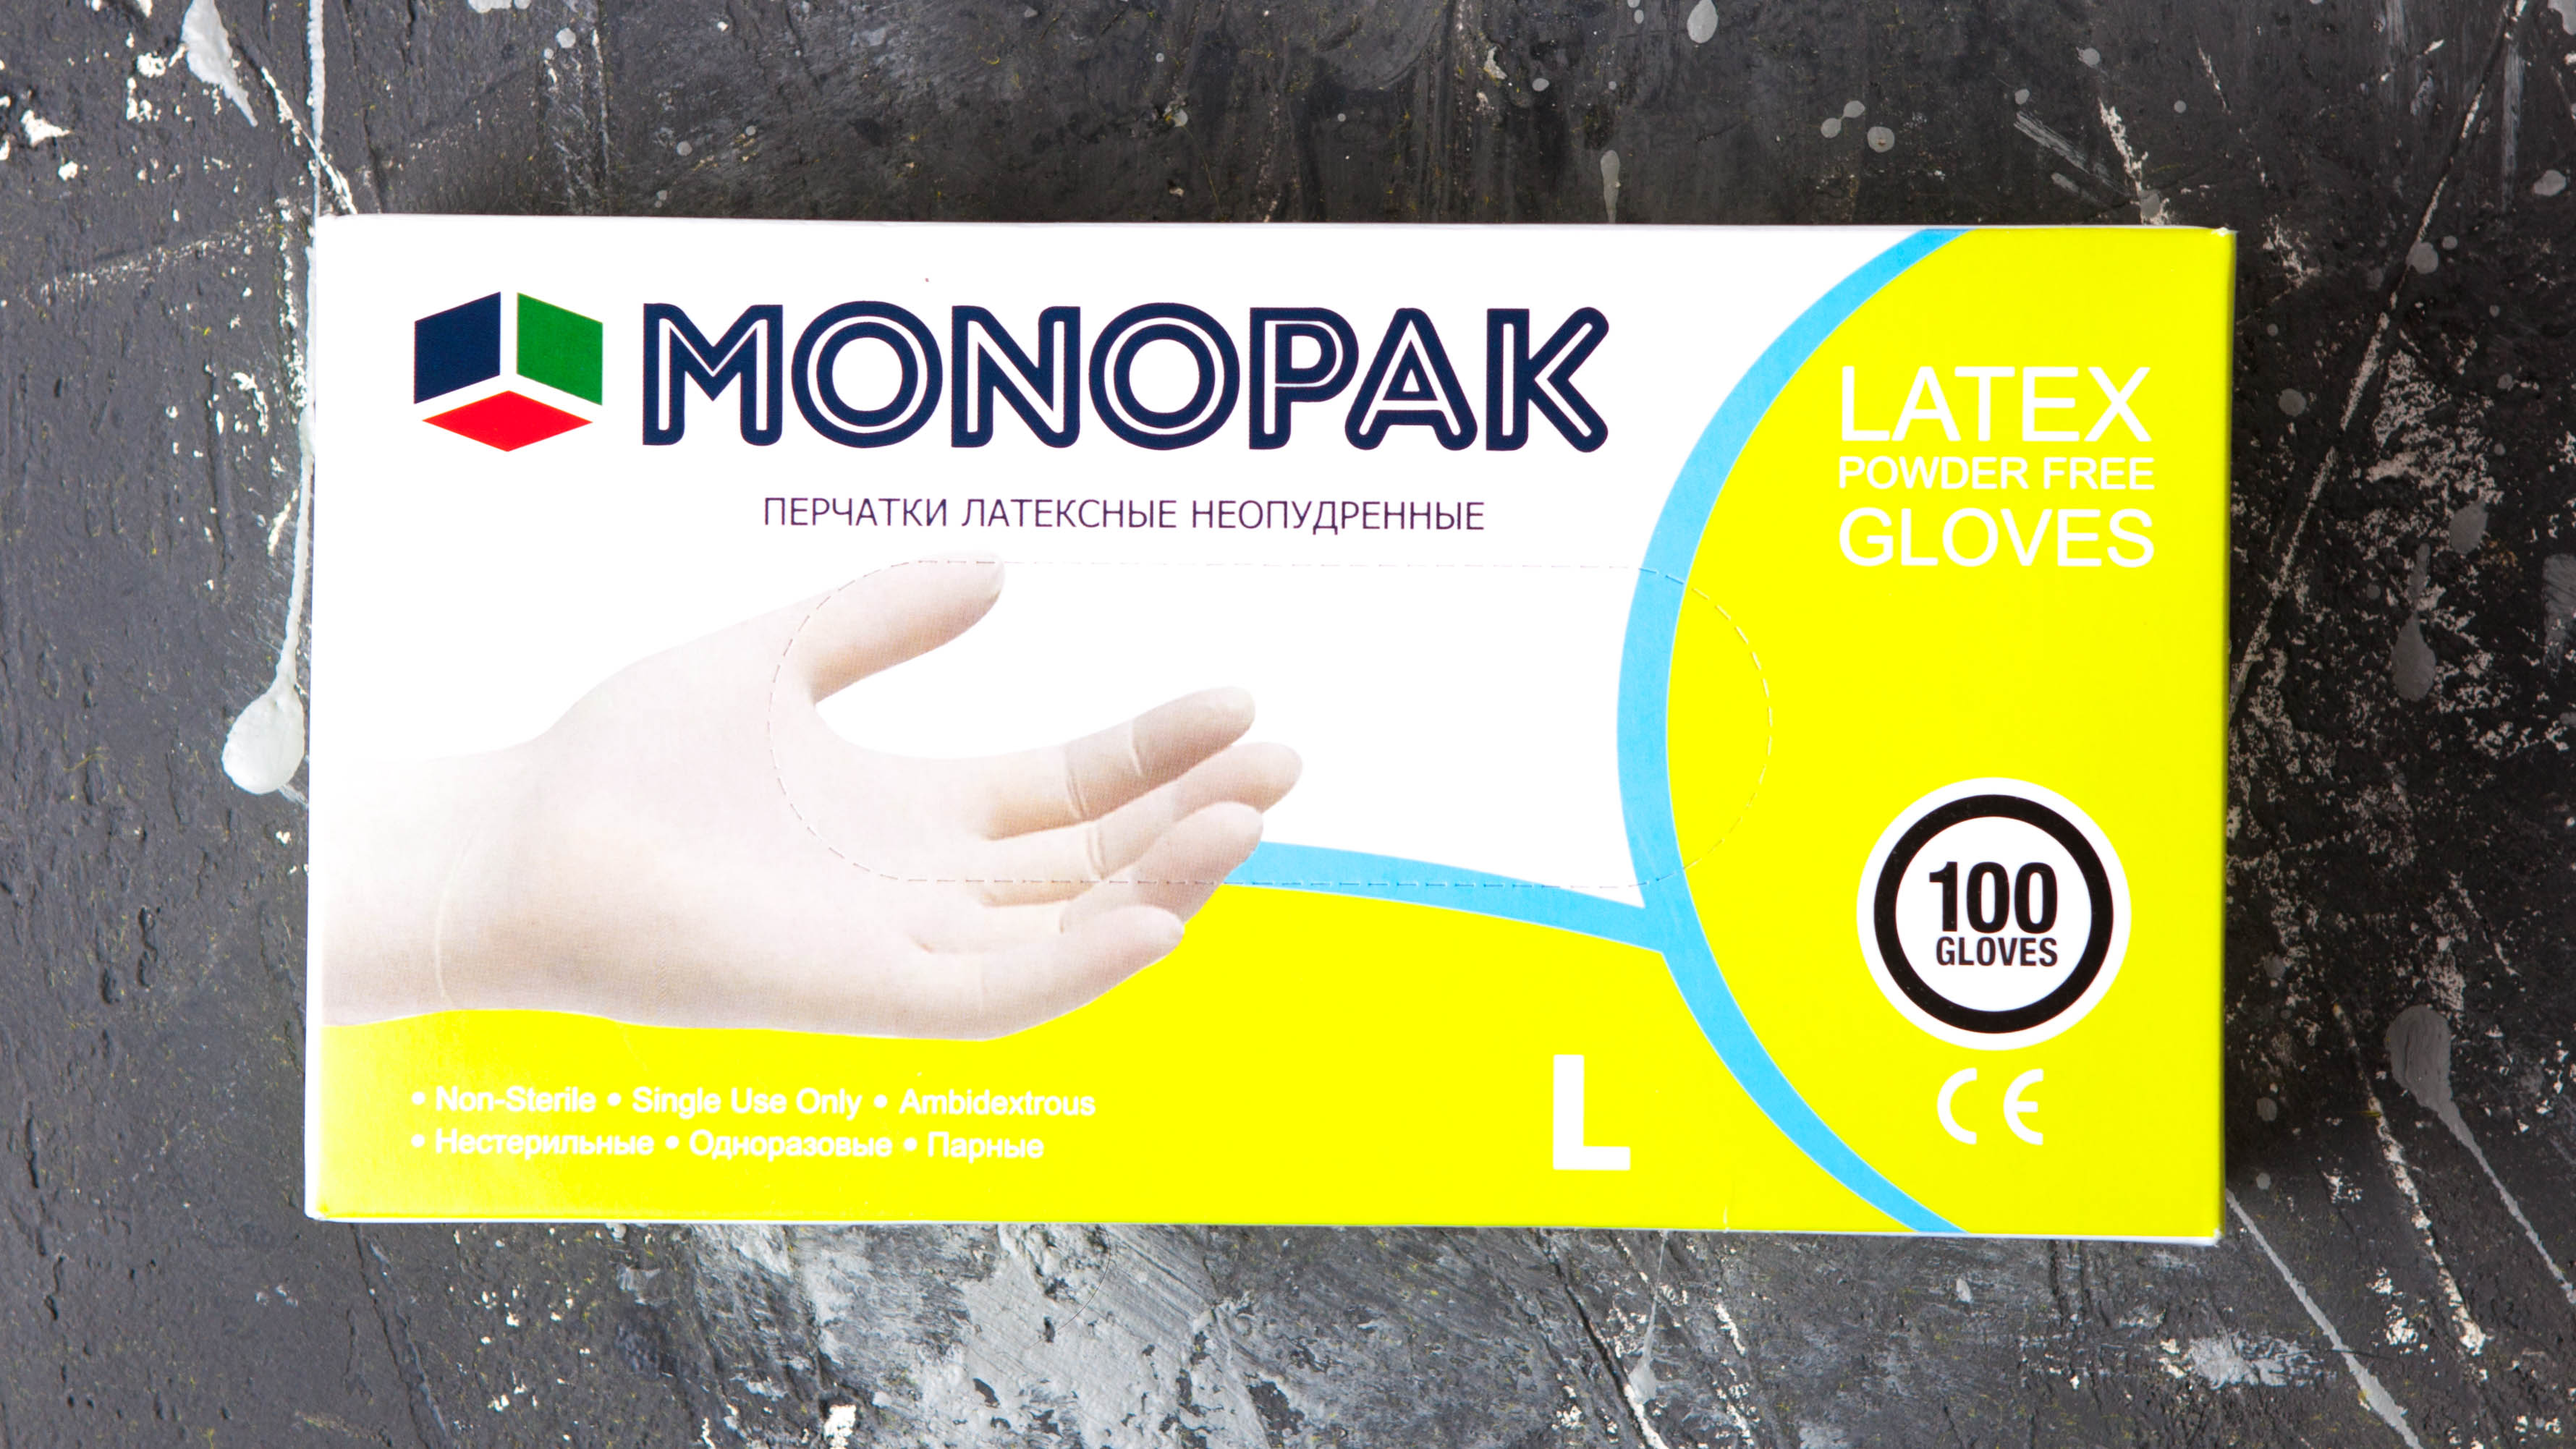 MONOPAK
ПЕРЧАТКИ ЛАТЕКСНЫЕ НЕОПУДРЕННЫЕ
LATEX
POWDER FREE
GLOVES
100
GLOVES
CE
• Non-Sterile • Single Use Only • Ambidextrous
• Нестерильные • Одноразовые • Парные
L